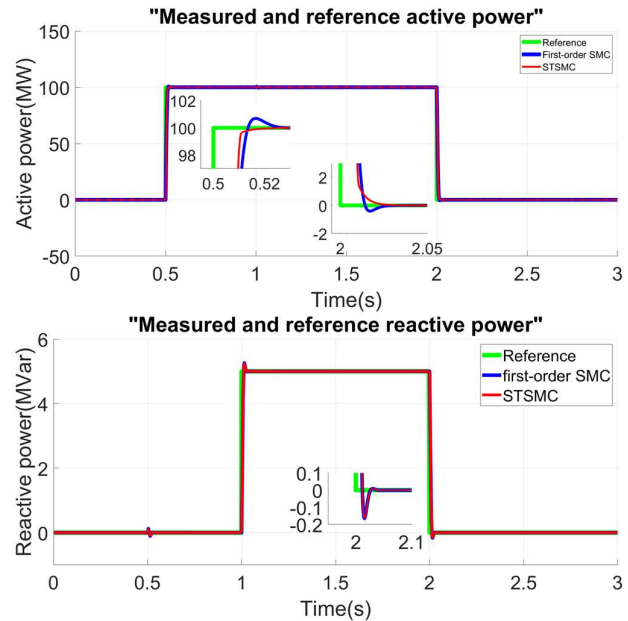 "Measured and reference active power"
150
100
50
0
-50
Active power(MW)
Reference
First-order SMC
STSMC
102
100
98
0.5 0.52
2
0
-2
2 2.05
0 0.5 1 1.5 2 2.5 3
Time(s)
"Measured and reference reactive power"
6
4
2
0
Reactive power(MVar)
Reference
first-order SMC
STSMC
0.1
0
-0.1
-0.2
2 2.1
0 0.5 1 1.5 2 2.5 3
Time(s)